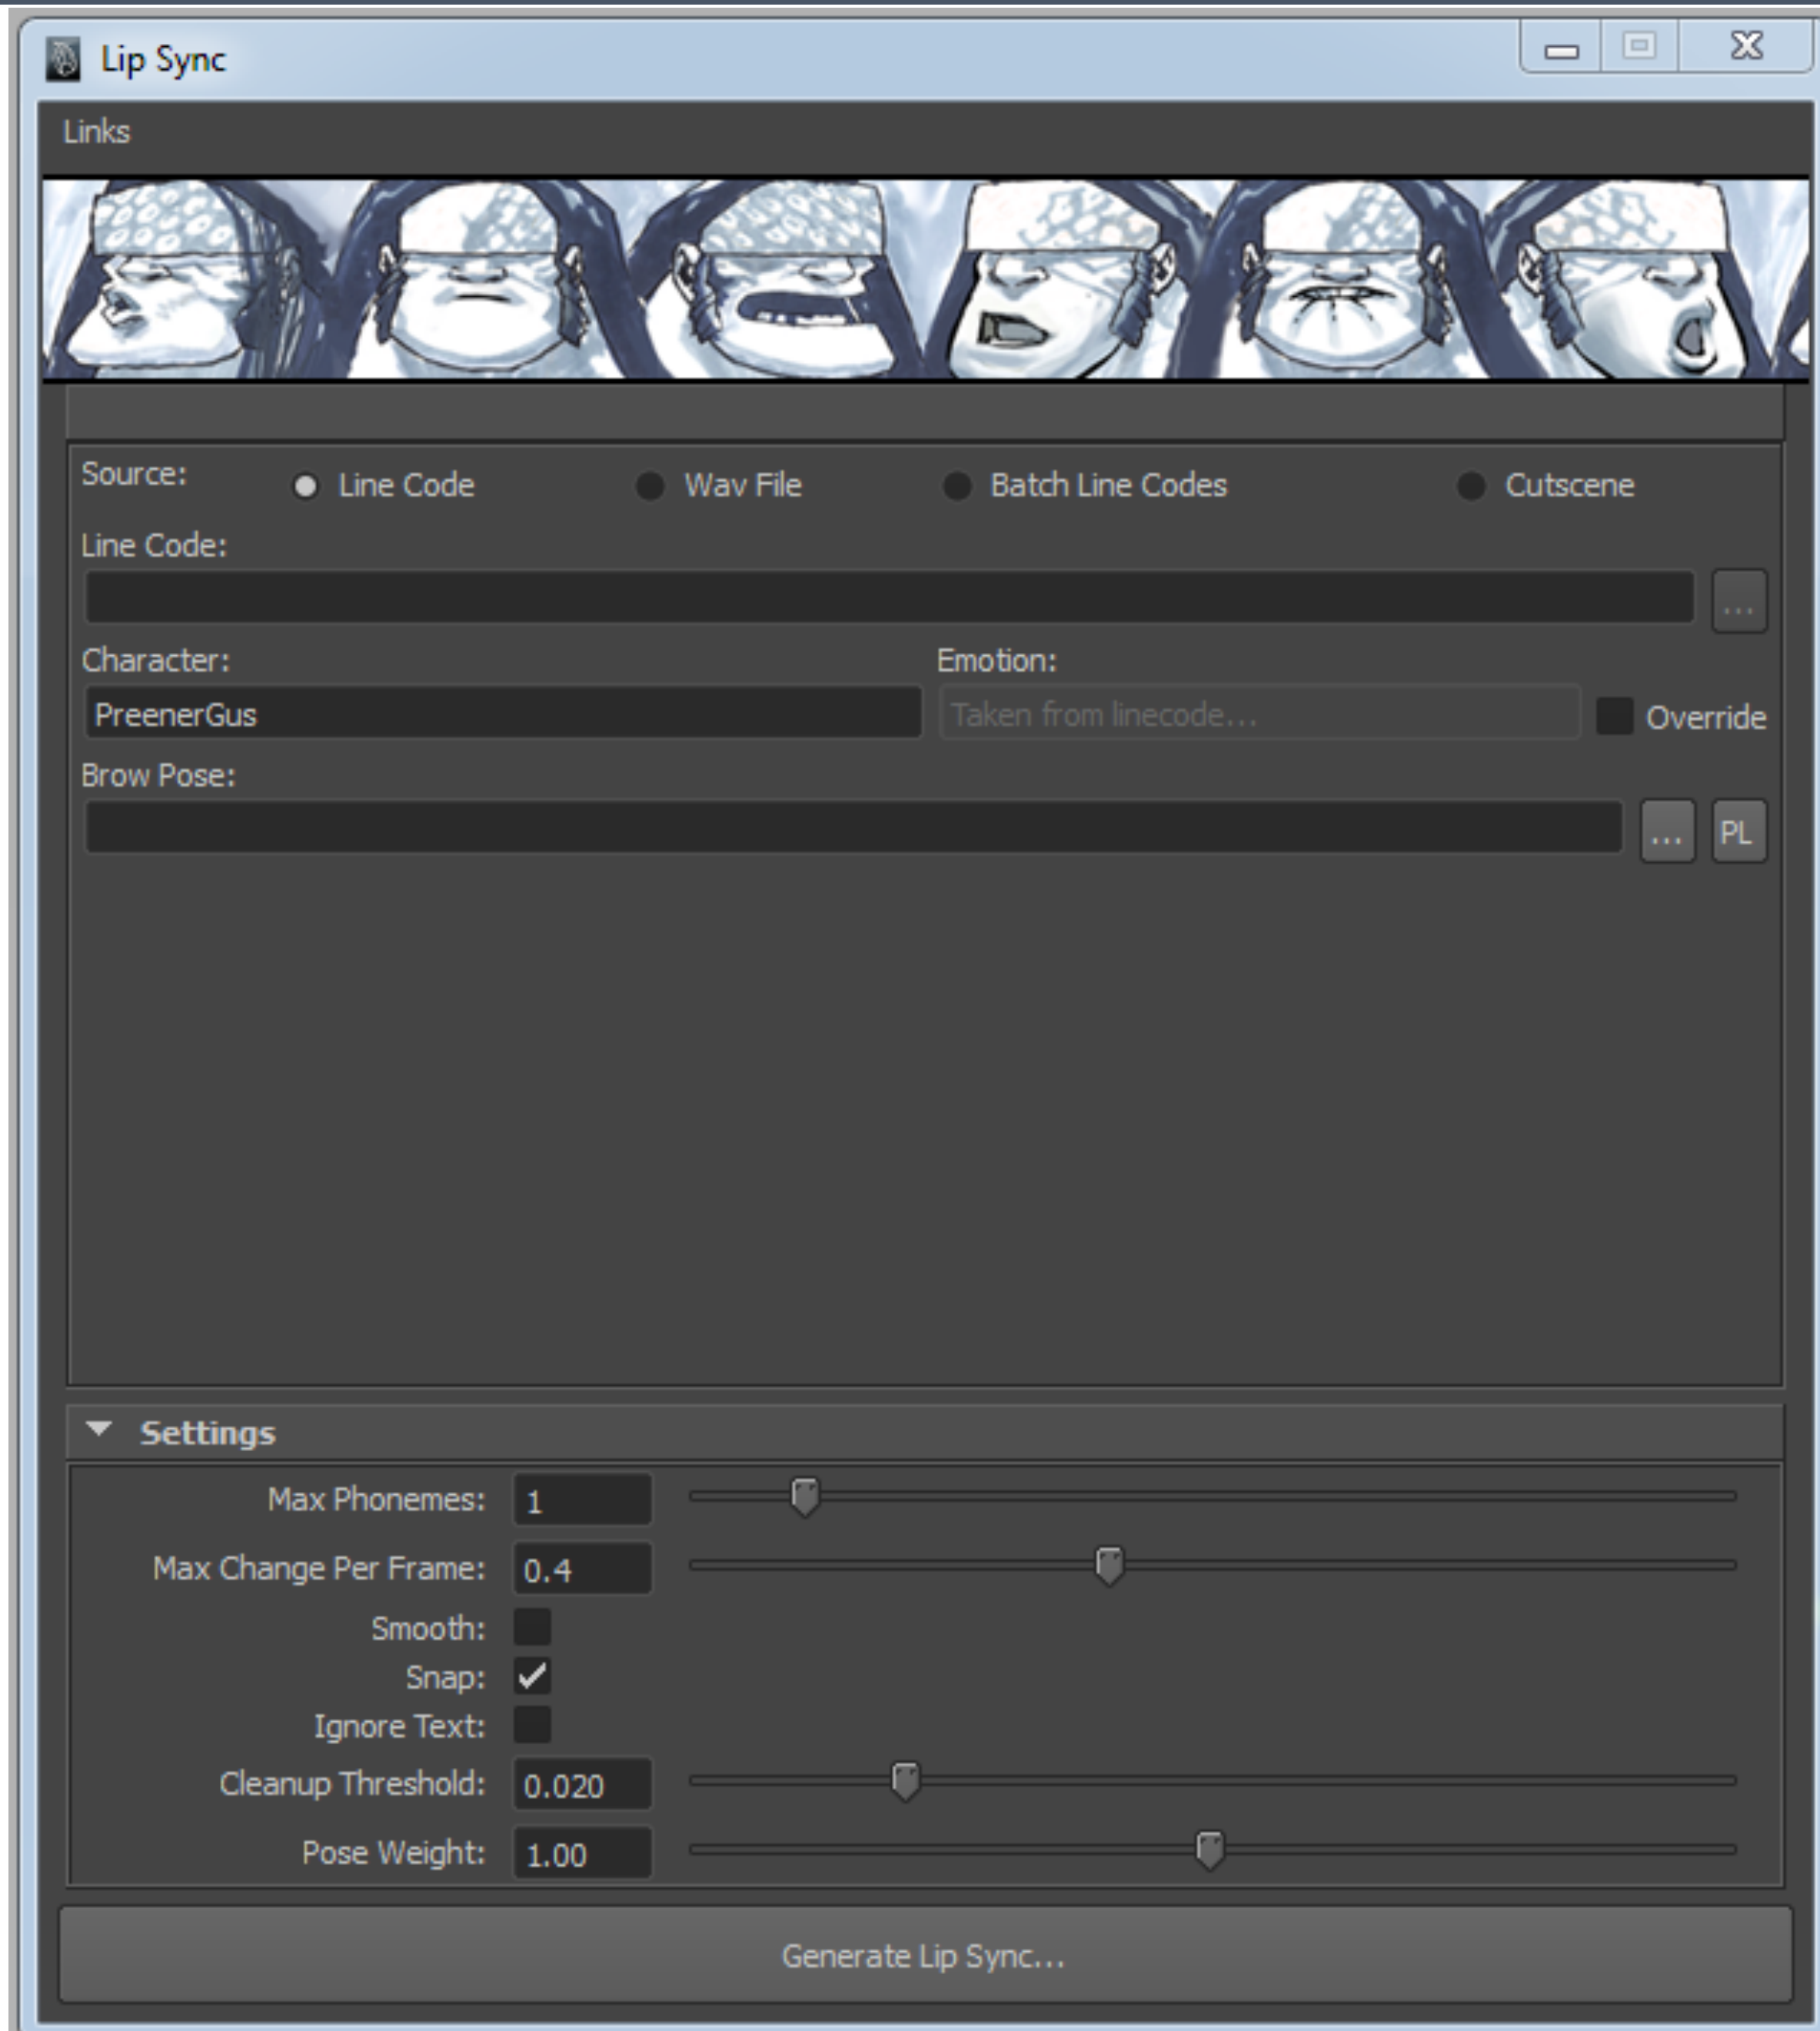 Lip Sync
Links
Source: Line Code Wav File Batch Line Codes Cutscene
Line Code:
...
Character: Emotion:
PreenerGus Taken from linecode... Override
Brow Pose:
... PL
Settings
Max Phonemes: 1
Max Change Per Frame: 0.4
Smooth:
Snap:
Ignore Text:
Cleanup Threshold: 0.020
Pose Weight: 1.00
Generate Lip Sync...